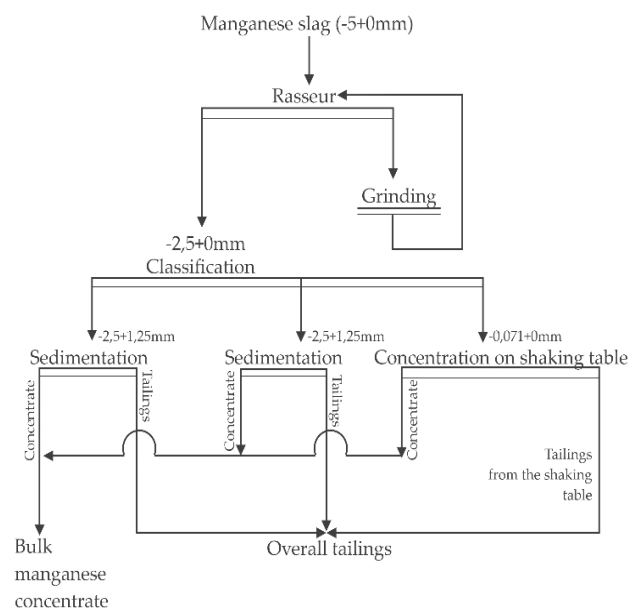 Manganese slag (-5+0mm)
Rasseur
Grinding
-2,5+0mm
Classification
-2,5+1,25mm
-2,5+1,25mm
-0,071+0mm
Sedimentation
Sedimentation
Concentration on shaking table
Concentrate
Tailings
Concentrate
Tailings
Concentrate
Tailings
from the shaking
table
Bulk
manganese
concentrate
Overall tailings